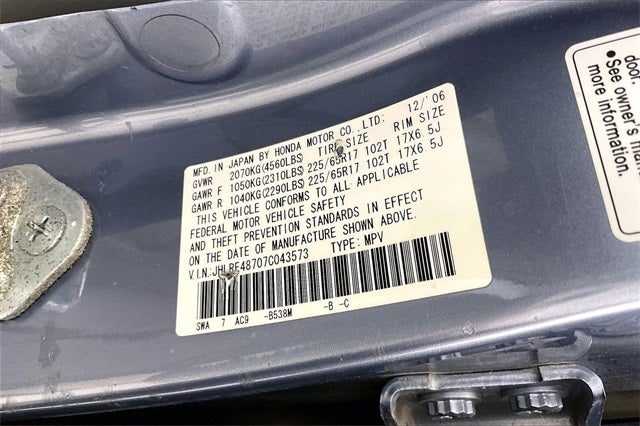 MFD. IN JAPAN BY HONDA MOTOR CO., LTD: 12/'06
GVWR 2070KG(4560LBS) TIRE SIZE RIM SIZE
GAWR F 1050KG(2310LBS) 225/65R17 102T 17X6.5J
GAWR R 1040KG(2290LBS) 225/65R17 102T 17X6.5J
THIS VEHICLE CONFORMS TO ALL APPLICABLE
FEDERAL MOTOR VEHICLE SAFETY
AND THEFT PREVENTION STANDARDS IN EFFECT
ON THE DATE OF MANUFACTURE SHOWN ABOVE.
V.I.N:JHLRE48707C043573 TYPE: MPV
SWA 7 AC9 -B538M -B -C
door.
● See owner's
more information.